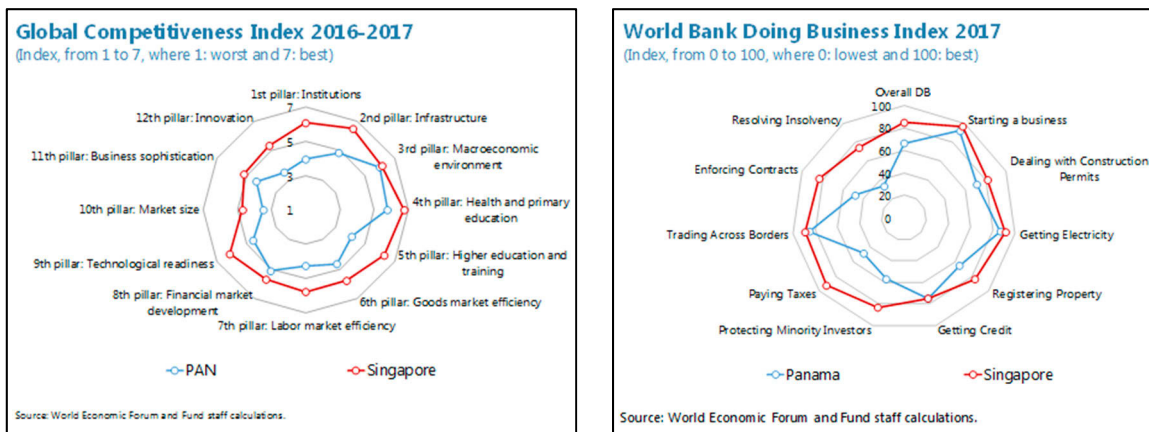 Global Competitiveness Index 2016-2017
(Index, from 1 to 7, where 1: worst and 7: best)
1st pillar: Institutions
7
12th pillar: Innovation
2nd pillar: Infrastructure
5
11th pillar: Business sophistication
3rd pillar: Macroeconomic
environment
3
10th pillar: Market size
1
4th pillar: Health and primary
education
9th pillar: Technological readiness
5th pillar: Higher education and
training
8th pillar: Financial market
development
6th pillar: Goods market efficiency
7th pillar: Labor market efficiency
PAN
Singapore
Source: World Economic Forum and Fund staff calculations.
World Bank Doing Business Index 2017
(Index, from 0 to 100, where 0: lowest and 100: best)
Overall DB
100
Resolving Insolvency
80
Starting a business
60
Enforcing Contracts
40
Dealing with Construction
Permits
20
0
Trading Across Borders
Getting Electricity
Paying Taxes
Registering Property
Protecting Minority Investors
Getting Credit
Panama
Singapore
Source: World Economic Forum and Fund staff calculations.